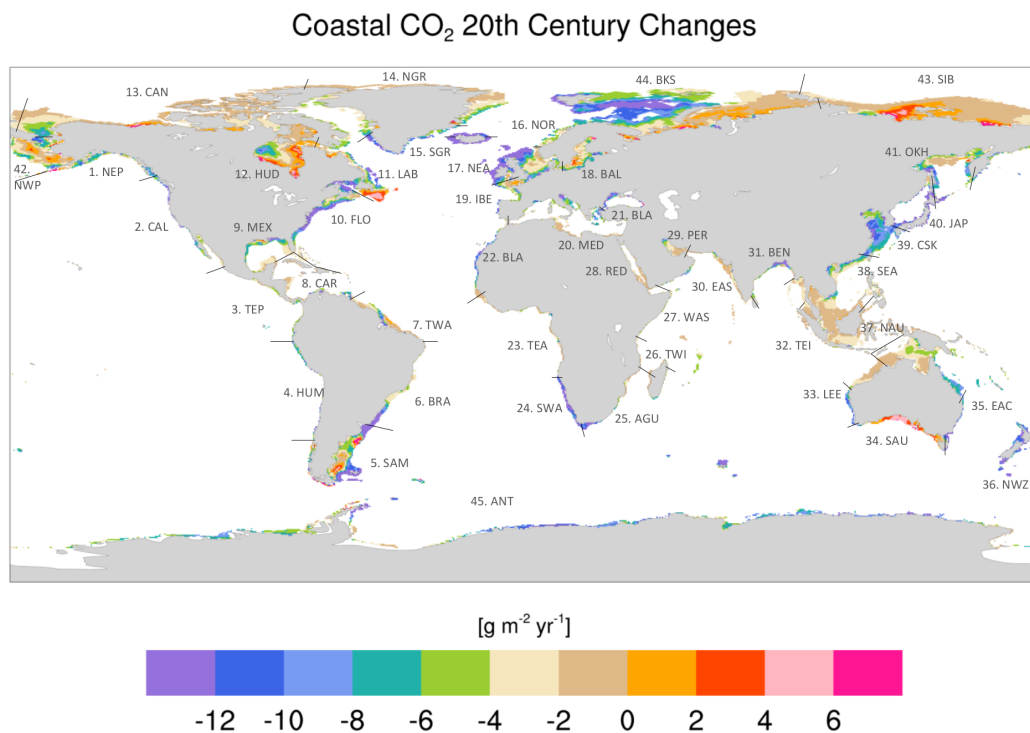 Coastal CO₂ 20th Century Changes
14. NGR
44. BKS
43. SIB
13. CAN
16. NOR
15. SGR
41. OKH
42.
NWP
1. NEP
12. HUD
11. LAB
17. NEA
18. BAL
19. IBE
10. FLO
21. BLA
40. JAP
2. CAL
9. MEX
20. MED
29. PER
39. CSK
22. BLA
31. BEN
28. RED
38. SEA
8. CAR
30. EAS
3. TEP
27. WAS
7. TWA
37. NAU
23. TEA
32. TEI
26. TWI
4. HUM
6. BRA
33. LEE
24. SWA
35. EAC
25. AGU
34. SAU
5. SAM
36. NWZ
45. ANT
[g m⁻² yr⁻¹]
-12 -10 -8 -6 -4 -2 0 2 4 6